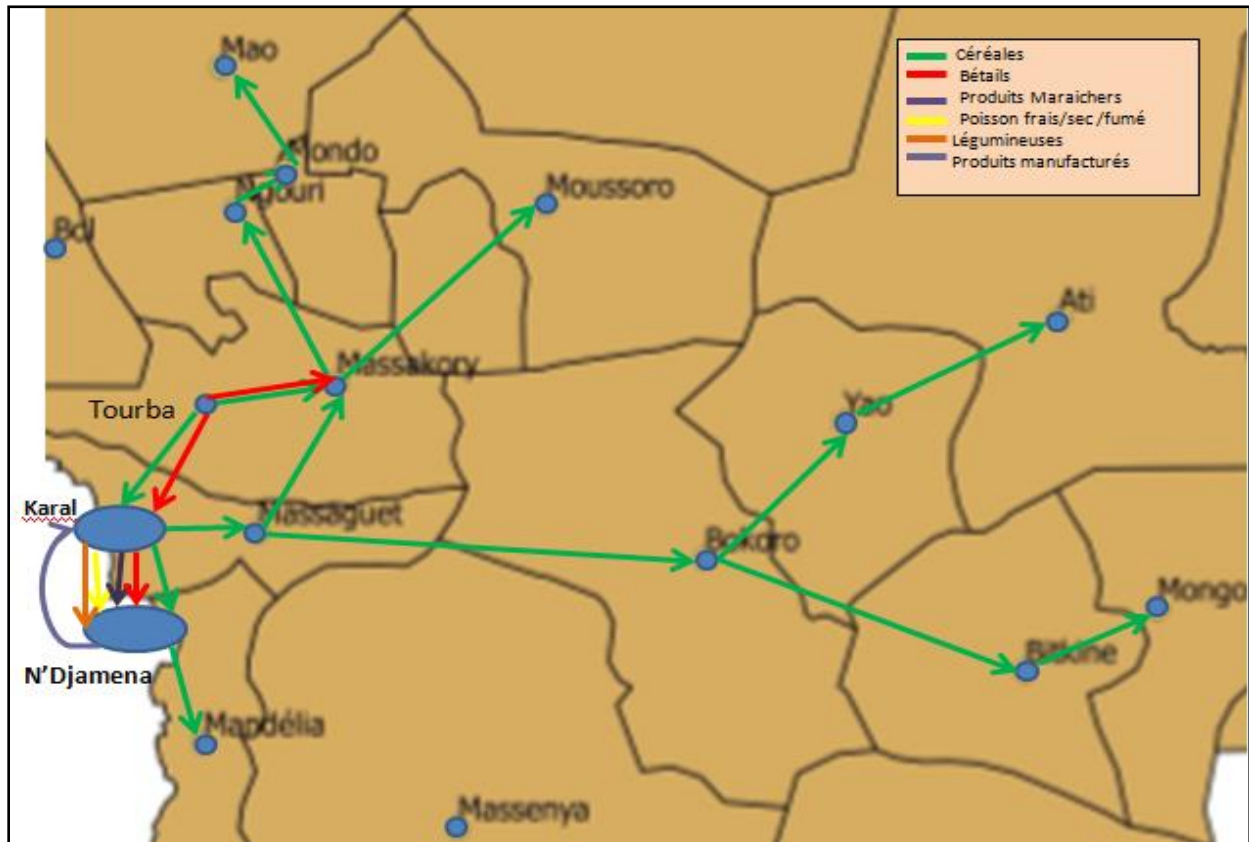 Mao
Céréales
Bétails
Produits Maraichers
Poisson frais/sec /fumé
Légumineuses
Produits manufacturés
Mondo
Ngouri
Moussoro
Bol
Ati
Massakory
Tourba
Yao
Karal
Massaguet
Bokoro
Mongo
Bitkine
N'Djamena
Mandélia
Massenya